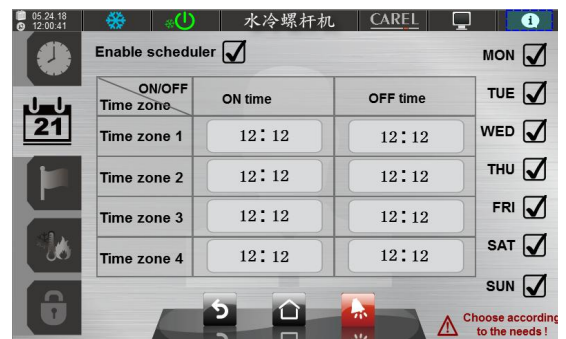 05.24.18
12:00:41
水冷螺杆机
CAREL
i
Enable scheduler
MON
ON/OFF
Time zone
ON time
OFF time
TUE
21
Time zone 1
12:12
12:12
WED
Time zone 2
12:12
12:12
THU
Time zone 3
12:12
12:12
FRI
Time zone 4
12:12
12:12
SAT
SUN
Choose according
to the needs !